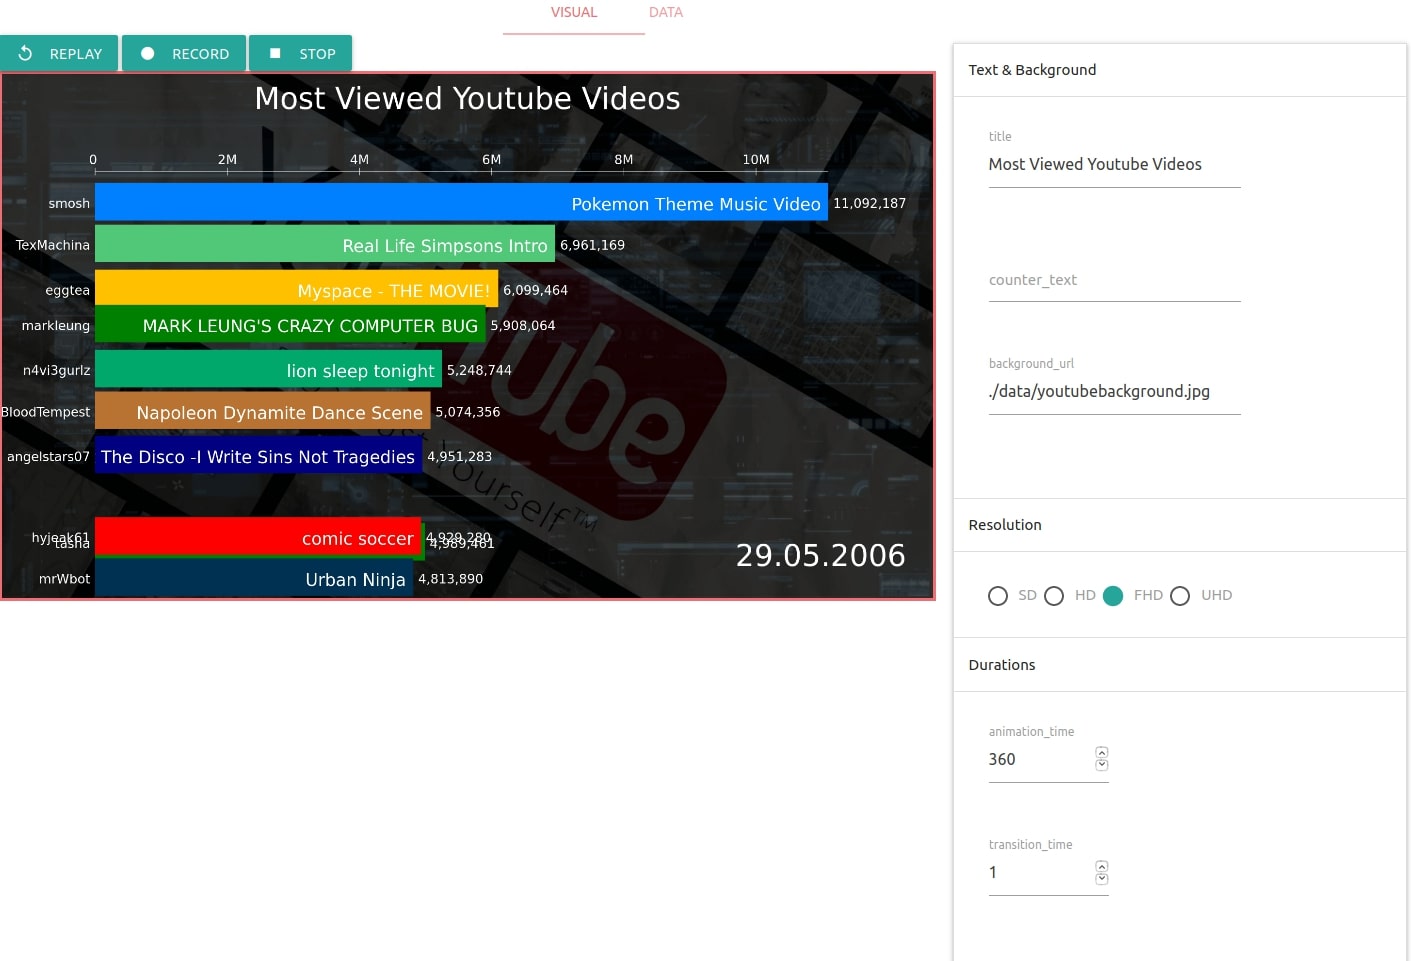 VISUAL DATA
REPLAY RECORD STOP
Most Viewed Youtube Videos
0 2M 4M 6M 8M 10M
smosh Pokemon Theme Music Video 11,092,187
TexMachina Real Life Simpsons Intro 6,961,169
eggtea Myspace - THE MOVIE! 6,099,464
markleung MARK LEUNG'S CRAZY COMPUTER BUG 5,908,064
n4vi3gurlz lion sleep tonight 5,248,744
BloodTempest Napoleon Dynamite Dance Scene 5,074,356
angelstars07 The Disco -I Write Sins Not Tragedies 4,951,283
Tube
Yourself™
hyjeak61 comic soccer 4,929,280
tasha 4,989,461
29.05.2006
mrWbot Urban Ninja 4,813,890
Text & Background
title
Most Viewed Youtube Videos
counter_text
background_url
./data/youtubebackground.jpg
Resolution
SD HD FHD UHD
Durations
animation_time
360
transition_time
1